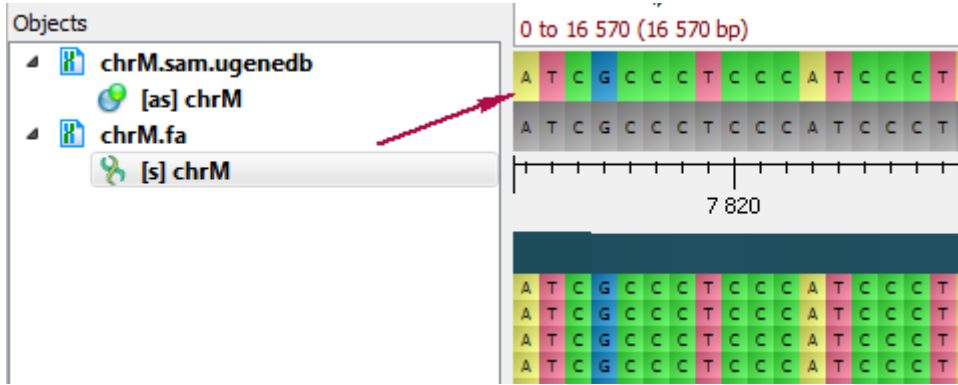 Objects
chrM.sam.ugenedb
[as] chrM
chrM.fa
[s] chrM
0 to 16 570 (16 570 bp)
A T C G C C C T C C C A T C C C T
A T C G C C C T C C C A T C C C T
7 820
A T C G C C C T C C C A T C C C T
A T C G C C C T C C C A T C C C T
A T C G C C C T C C C A T C C C T
A T C G C C C T C C C A T C C C T